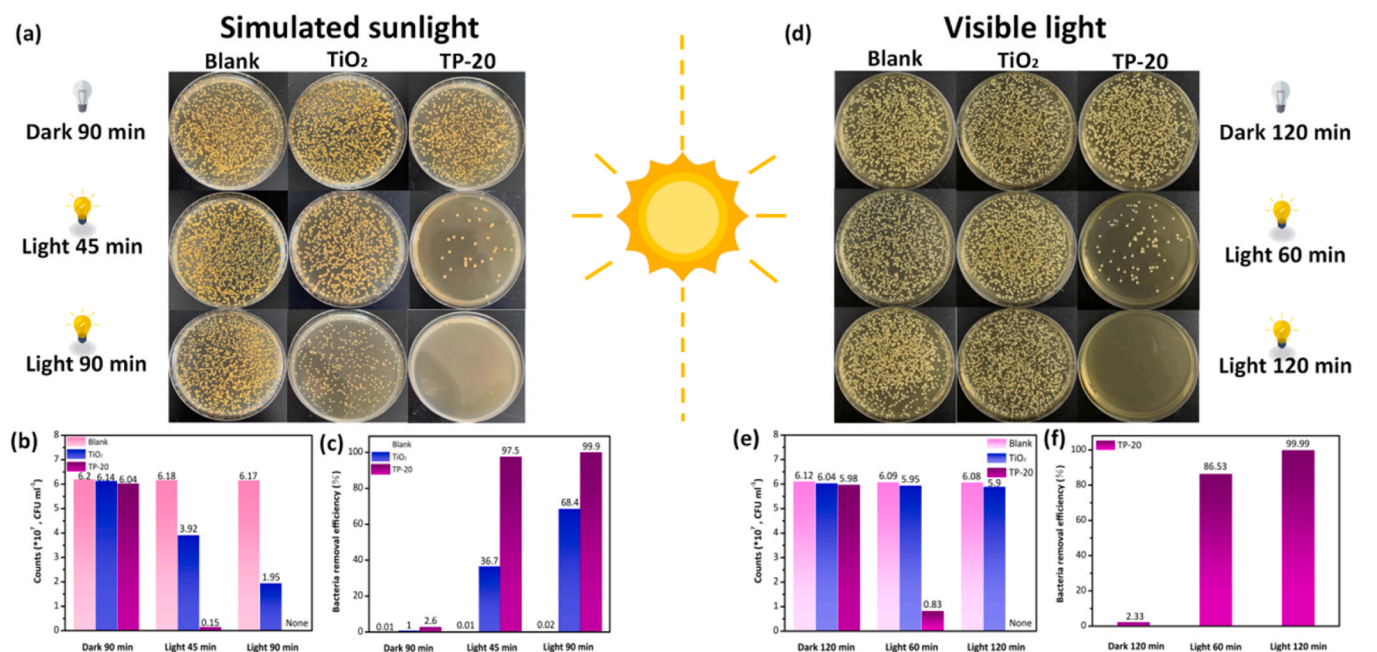 (a)
Simulated sunlight
Blank TiO₂ TP-20
Dark 90 min
Light 45 min
Light 90 min
(d)
Visible light
Blank TiO₂ TP-20
Dark 120 min
Light 60 min
Light 120 min
(b)
Counts (*10⁷, CFU ml⁻¹)
8
7
6
5
4
3
2
1
0
Blank
TiO₂
TP-20
6.2 6.14 6.04
6.18
3.92
0.15
6.17
1.95
None
Dark 90 min Light 45 min Light 90 min
(c)
Bacteria removal efficiency (%)
100
80
60
40
20
0
Blank
TiO₂
TP-20
0.01 1 2.6
0.01 36.7 97.5
0.02 68.4 99.9
Dark 90 min Light 45 min Light 90 min
(e)
Counts (*10⁷, CFU ml⁻¹)
8
7
6
5
4
3
2
1
0
Blank
TiO₂
TP-20
6.12 6.04 5.98
6.09 5.95
0.83
6.08 5.9
None
Dark 120 min Light 60 min Light 120 min
(f)
Bacteria removal efficiency (%)
100
80
60
40
20
0
TP-20
2.33
86.53
99.99
Dark 120 min Light 60 min Light 120 min